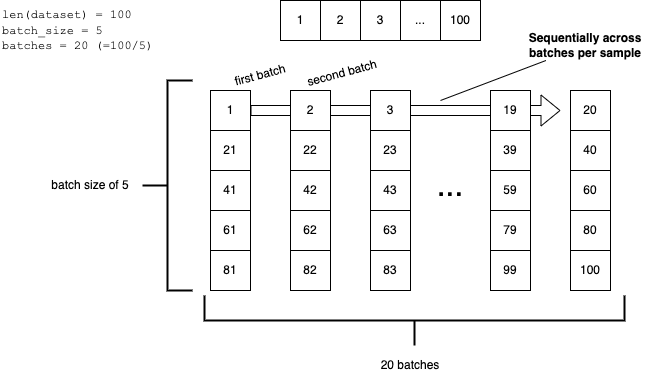 len(dataset) = 100
batch_size = 5
batches = 20 (=100/5)
1 2 3 ... 100
Sequentially across
batches per sample
first batch
second batch
1 2 3 19 20
21 22 23 39 40
batch size of 5
41 42 43 ... 59 60
61 62 63 79 80
81 82 83 99 100
20 batches